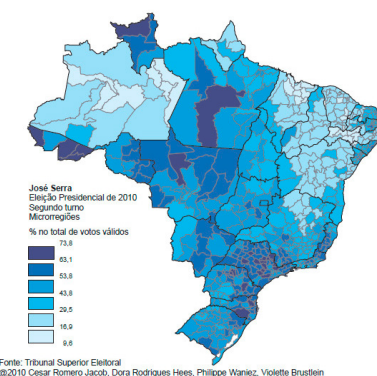 José Serra
Eleição Presidencial de 2010
Segundo turno
Microrregiões
% no total de votos válidos
73,8
63,1
53,8
43,8
29,6
16,9
9,6
Fonte: Tribunal Superior Eleitoral
@2010 Cesar Romero Jacob, Dora Rodrigues Hees, Philippe Waniez, Violette Brustlein